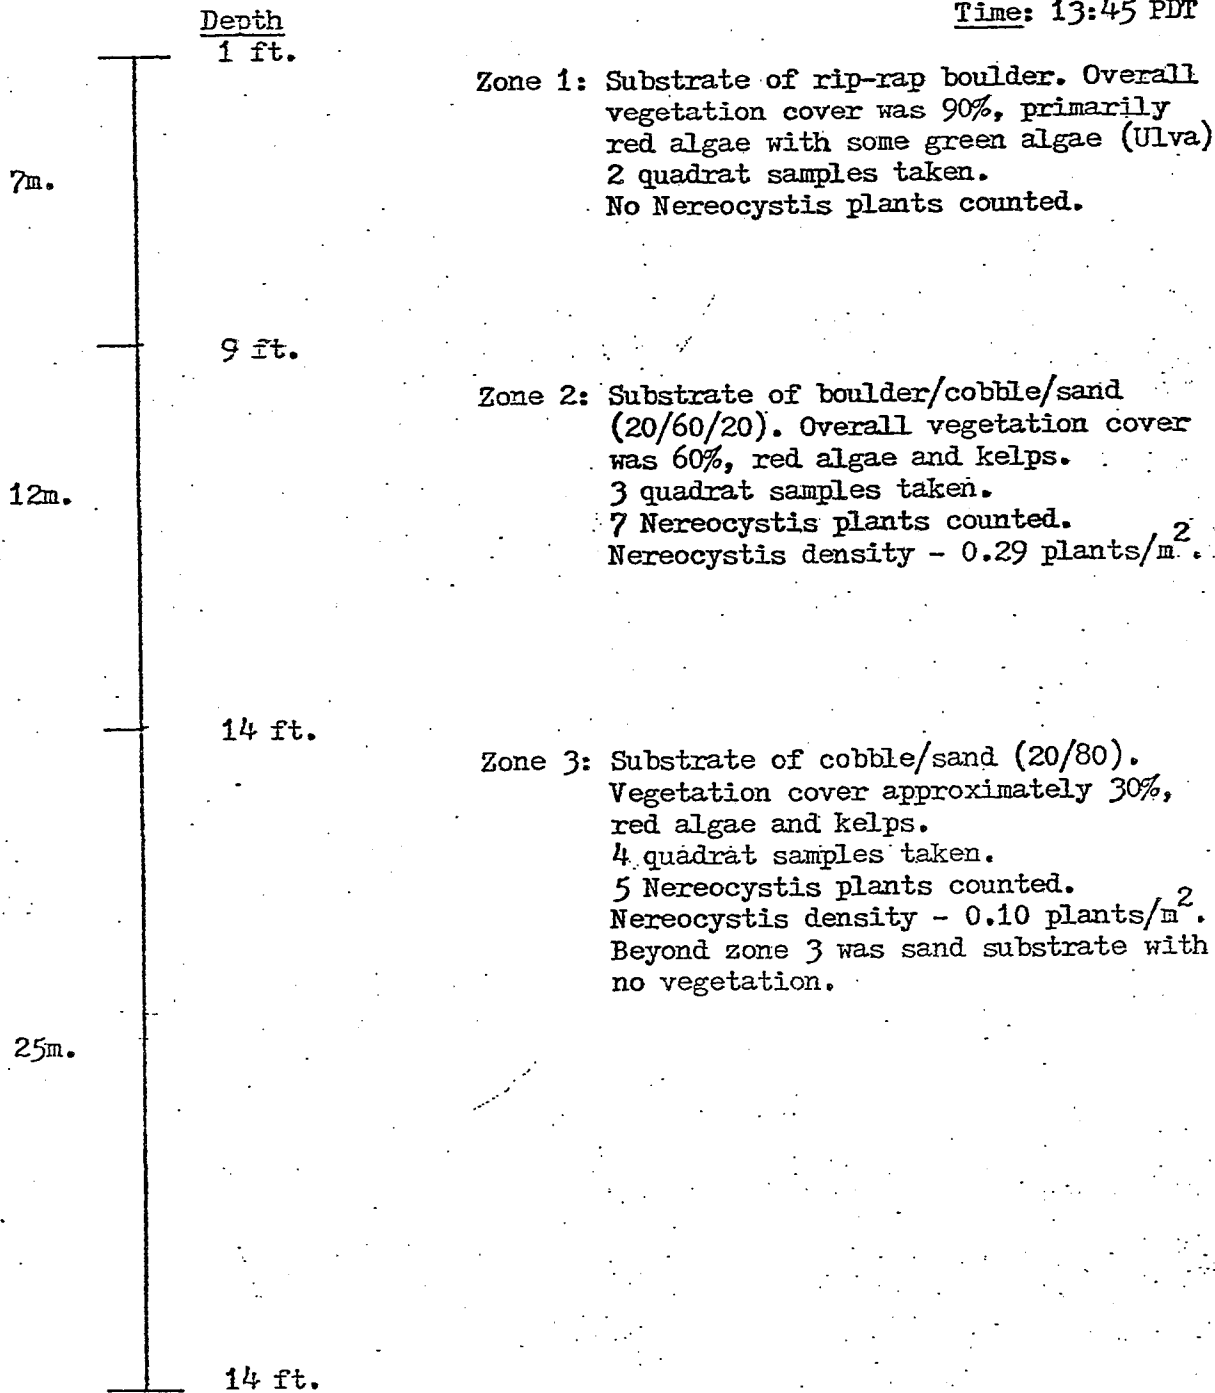 Depth
Time: 13:45 PDT
1 ft.
Zone 1: Substrate of rip-rap boulder. Overall
vegetation cover was 90%, primarily
red algae with some green algae (Ulva)
2 quadrat samples taken.
No Nereocystis plants counted.
7m.
9 ft.
Zone 2: Substrate of boulder/cobble/sand
(20/60/20). Overall vegetation cover
was 60%, red algae and kelps.
3 quadrat samples taken.
7 Nereocystis plants counted.
Nereocystis density - 0.29 plants/m².
12m.
14 ft.
Zone 3: Substrate of cobble/sand (20/80).
Vegetation cover approximately 30%,
red algae and kelps.
4 quadrat samples taken.
5 Nereocystis plants counted.
Nereocystis density - 0.10 plants/m².
Beyond zone 3 was sand substrate with
no vegetation.
25m.
14 ft.